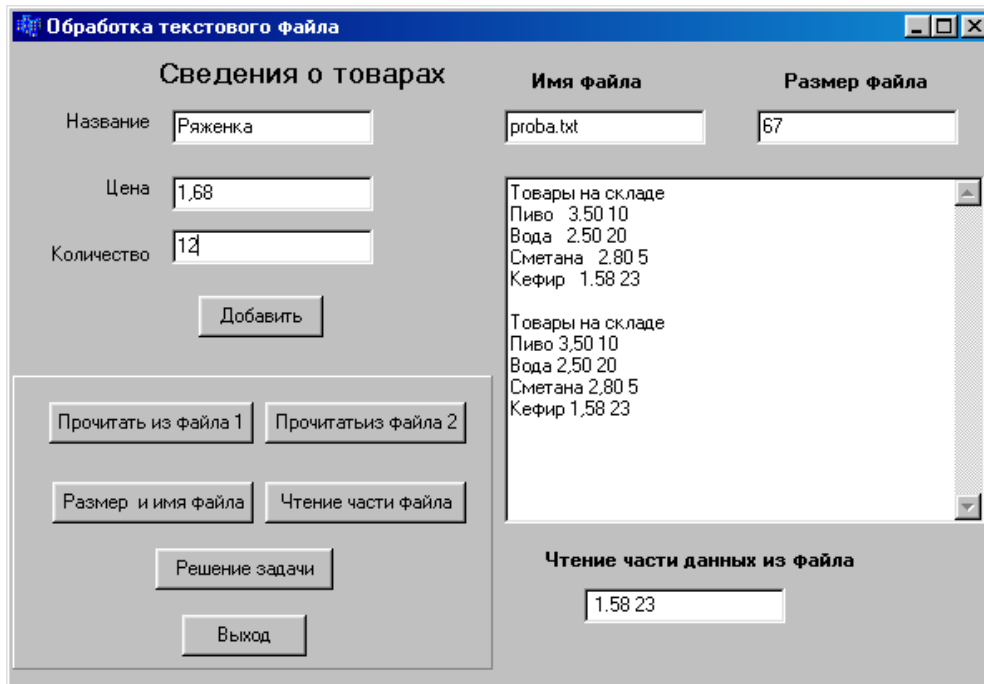 Обработка текстового файла
Сведения о товарах
Имя файла
Размер файла
Название
Ряженка
proba.txt
67
Цена
1,68
Количество
12
Добавить
Товары на складе
Пиво 3.50 10
Вода 2.50 20
Сметана 2.80 5
Кефир 1.58 23
Товары на складе
Пиво 3,50 10
Вода 2,50 20
Сметана 2,80 5
Кефир 1,58 23
Прочитать из файла 1
Прочитатьиз файла 2
Размер и имя файла
Чтение части файла
Решение задачи
Выход
Чтение части данных из файла
1.58 23